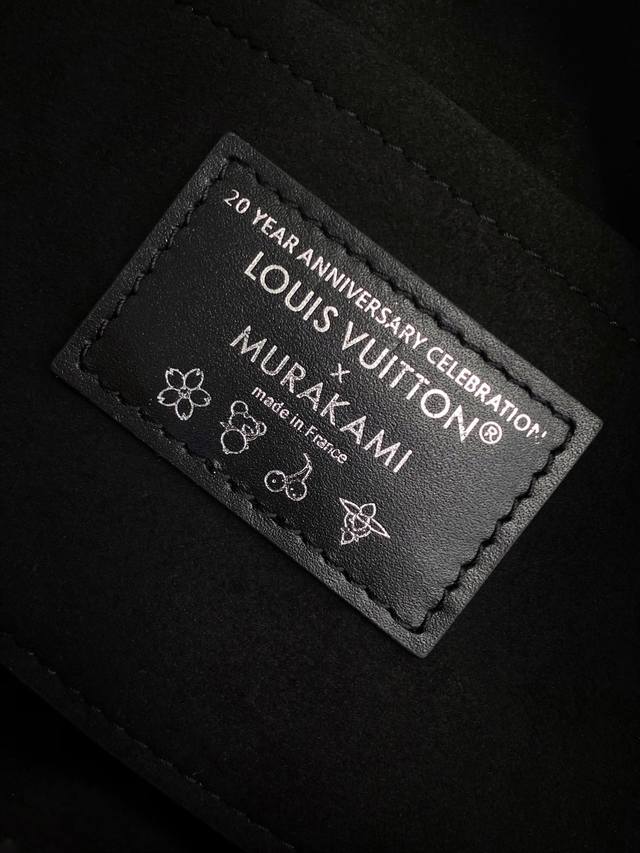 20 YEAR ANNIVERSARY CELEBRATION
LOUIS VUITTON®
×
MURAKAMI
made in France